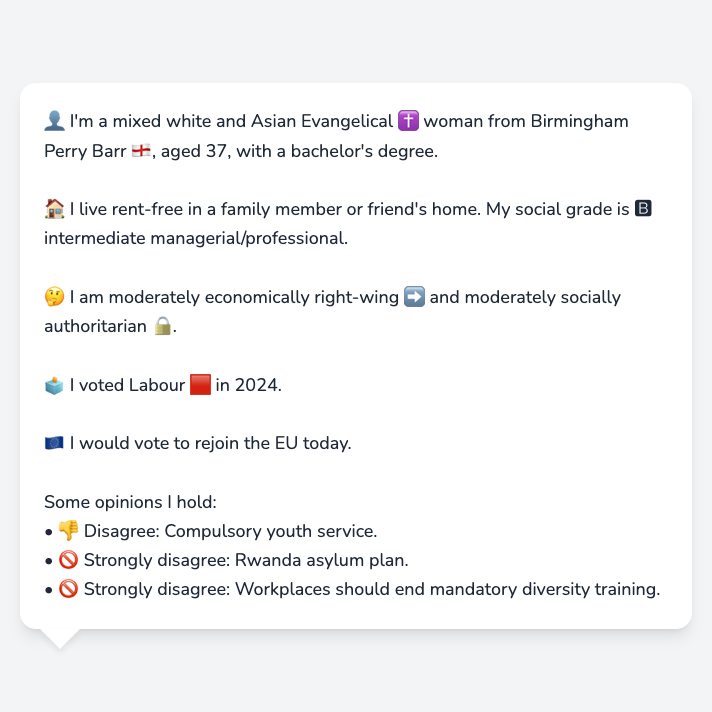 👤 I'm a mixed white and Asian Evangelical ✝️ woman from Birmingham
Perry Barr 🏴󠁧󠁢󠁥󠁮󠁧󠁿, aged 37, with a bachelor's degree.
🏠 I live rent-free in a family member or friend's home. My social grade is 🅱
intermediate managerial/professional.
🤔 I am moderately economically right-wing ➡️ and moderately socially
authoritarian 🔒.
🗳️ I voted Labour 🟥 in 2024.
🇪🇺 I would vote to rejoin the EU today.
Some opinions I hold:
• 👎 Disagree: Compulsory youth service.
• 🚫 Strongly disagree: Rwanda asylum plan.
• 🚫 Strongly disagree: Workplaces should end mandatory diversity training.